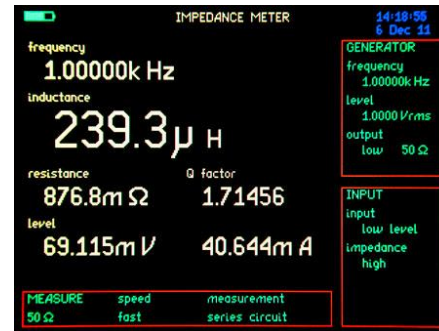 IMPEDANCE METER
14:18:55
6 Dec 11
frequency
1.00000k Hz
inductance
239.3µ H
resistance Q factor
876.8m Ω 1.71456
level
69.115m V 40.644m A
GENERATOR
frequency
1.00000k Hz
level
1.0000 Vrms
output
low 50 Ω
INPUT
input
low level
impedance
high
MEASURE speed measurement
50 Ω fast series circuit